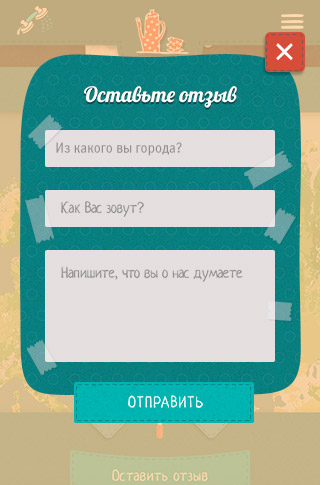 Оставьте отзыв
Из какого вы города?
Как Вас зовут?
Напишите, что вы о нас думаете
ОТПРАВИТЬ
Оставить отзыв